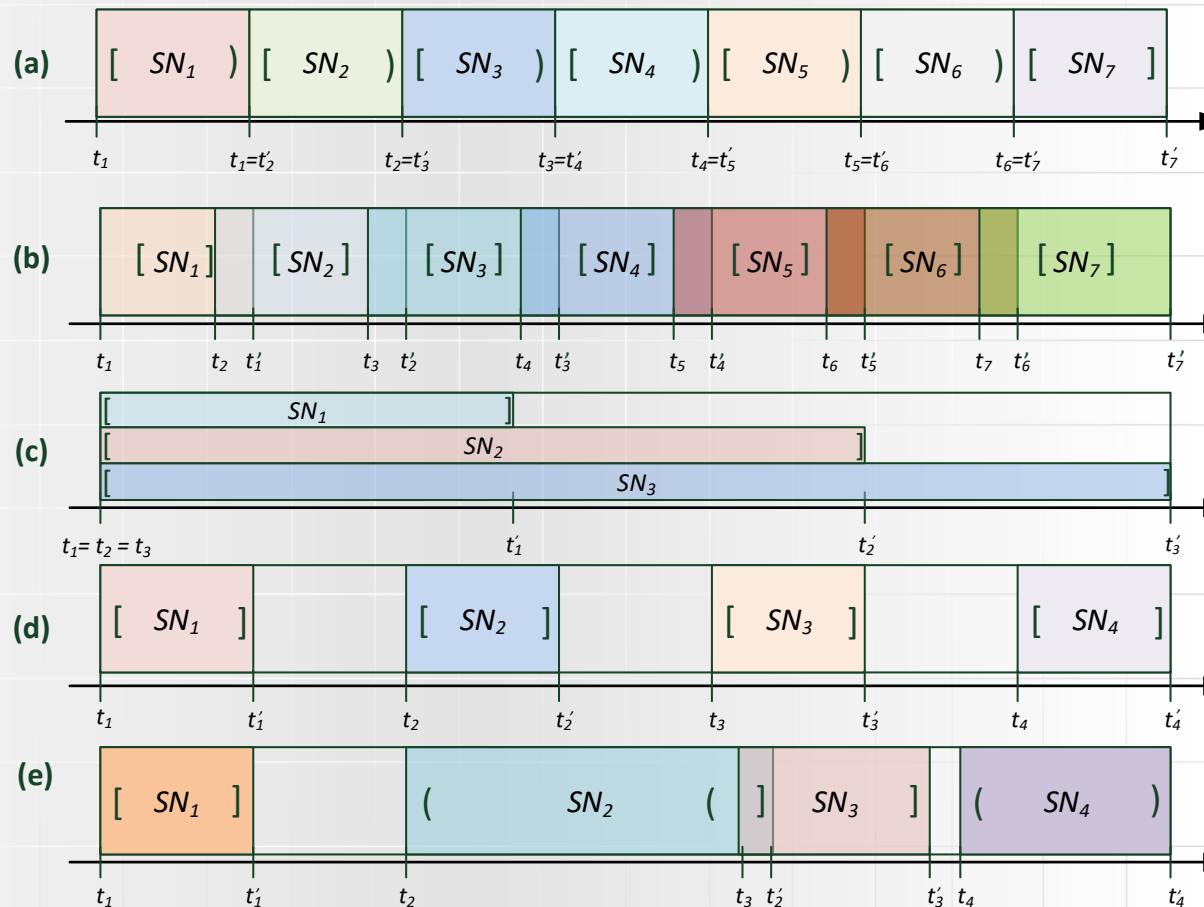 (a) [ SN₁ ) [ SN₂ ) [ SN₃ ) [ SN₄ ) [ SN₅ ) [ SN₆ ) [ SN₇ ]
t₁ t₁=t′₂ t₂=t′₃ t₃=t′₄ t₄=t′₅ t₅=t′₆ t₆=t′₇ t′₇
(b) [ SN₁ ] [ SN₂ ] [ SN₃ ] [ SN₄ ] [ SN₅ ] [ SN₆ ] [ SN₇ ]
t₁ t₂ t′₁ t₃ t′₂ t₄ t′₃ t₅ t′₄ t₆ t′₅ t₇ t′₆ t′₇
[ SN₁ ]
(c) [ SN₂ ]
[ SN₃ ]
t₁= t₂ = t₃ t′₁ t′₂ t′₃
(d) [ SN₁ ] [ SN₂ ] [ SN₃ ] [ SN₄ ]
t₁ t′₁ t₂ t′₂ t₃ t′₃ t₄ t′₄
(e) [ SN₁ ] ( SN₂ ( ] SN₃ ] ( SN₄ )
t₁ t′₁ t₂ t₃ t′₂ t′₃ t₄ t′₄